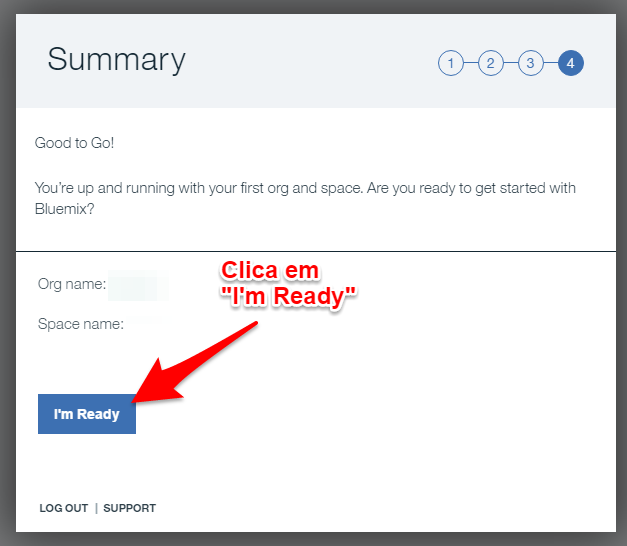 Summary
1 2 3 4
Good to Go!
You're up and running with your first org and space. Are you ready to get started with
Bluemix?
Clica em
"I'm Ready"
Org name:
Space name:
I'm Ready
LOG OUT | SUPPORT